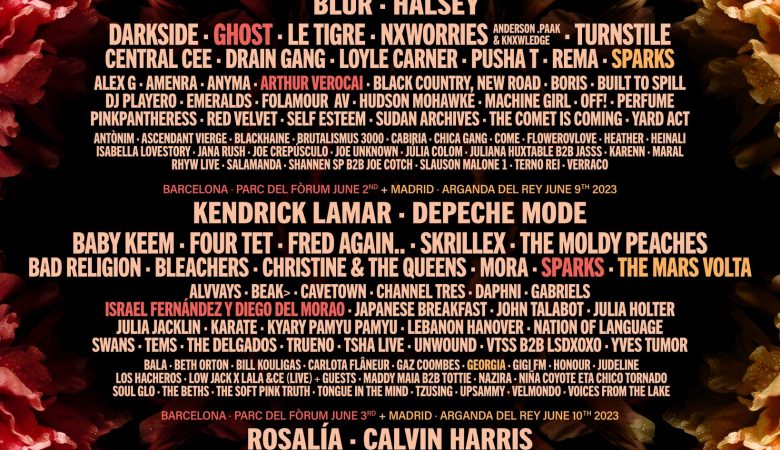 BLUR · HALSEY
DARKSIDE · GHOST · LE TIGRE · NXWORRIES ANDERSON .PAAK & KNXWLEDGE · TURNSTILE
CENTRAL CEE · DRAIN GANG · LOYLE CARNER · PUSHA T · REMA · SPARKS
ALEX G · AMENRA · ANYMA · ARTHUR VEROCAI · BLACK COUNTRY, NEW ROAD · BORIS · BUILT TO SPILL
DJ PLAYERO · EMERALDS · FOLAMOUR AV · HUDSON MOHAWKE · MACHINE GIRL · OFF! · PERFUME
PINKPANTHERESS · RED VELVET · SELF ESTEEM · SUDAN ARCHIVES · THE COMET IS COMING · YARD ACT
ANTÒNIM · ASCENDANT VIERGE · BLACKHAINE · BRUTALISMUS 3000 · CABIRIA · CHICA GANG · COME · FLOWEROVLOVE · HEATHER · HEINALI
ISABELLA LOVESTORY · JANA RUSH · JOE CREPÚSCULO · JOE UNKNOWN · JÚLIA COLOM · JULIANA HUXTABLE B2B JASSS · KARENN · MARAL
RHYW LIVE · SALAMANDA · SHANNEN SP B2B JOE COTCH · SLAUSON MALONE 1 · TERNO REI · VERRACO
BARCELONA · PARC DEL FÒRUM JUNE 2ND + MADRID · ARGANDA DEL REY JUNE 9TH 2023
KENDRICK LAMAR · DEPECHE MODE
BABY KEEM · FOUR TET · FRED AGAIN.. · SKRILLEX · THE MOLDY PEACHES
BAD RELIGION · BLEACHERS · CHRISTINE & THE QUEENS · MORA · SPARKS · THE MARS VOLTA
ALVVAYS · BEAK> · CAVETOWN · CHANNEL TRES · DAPHNI · GABRIELS
ISRAEL FERNÁNDEZ Y DIEGO DEL MORAO · JAPANESE BREAKFAST · JOHN TALABOT · JULIA HOLTER
JULIA JACKLIN · KARATE · KYARY PAMYU PAMYU · LEBANON HANOVER · NATION OF LANGUAGE
SWANS · TEMS · THE DELGADOS · TRUENO · TSHA LIVE · UNWOUND · VTSS B2B LSDXOXO · YVES TUMOR
BALA · BETH ORTON · BILL KOULIGAS · CARLOTA FLÂNEUR · GAZ COOMBES · GEORGIA · GIGI FM · HONOUR · JUDELINE
LOS HACHEROS · LOW JACK X LALA &CE (LIVE) + GUESTS · MADDY MAIA B2B TOTTIE · NAZIRA · NIÑA COYOTE ETA CHICO TORNADO
SOUL GLO · THE BETHS · THE SOFT PINK TRUTH · TONGUE IN THE MIND · TZUSING · UPSAMMY · VELMONDO · VOICES FROM THE LAKE
BARCELONA · PARC DEL FÒRUM JUNE 3RD + MADRID · ARGANDA DEL REY JUNE 10TH 2023
ROSALÍA · CALVIN HARRIS